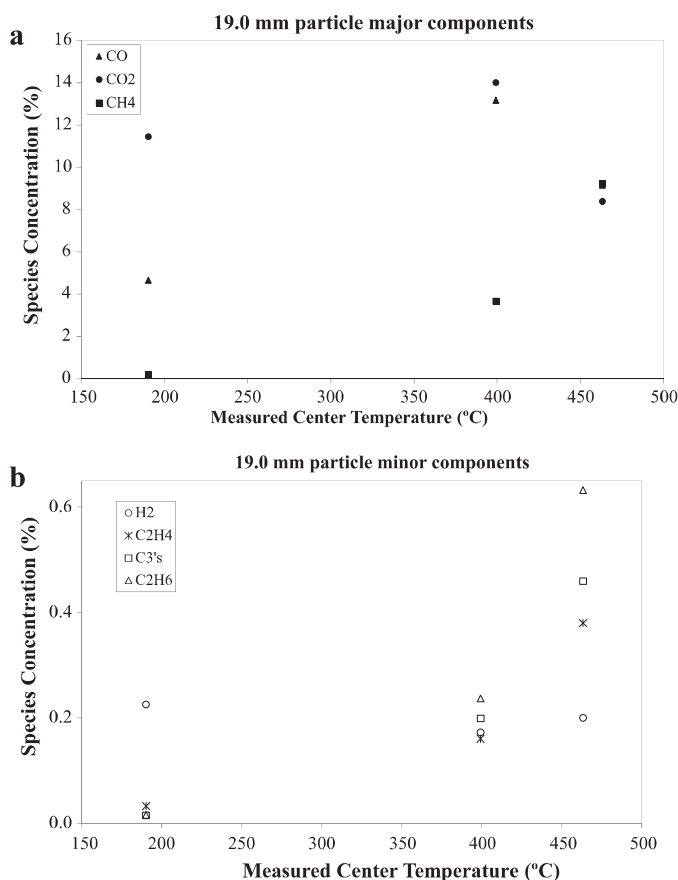 a
19.0 mm particle major components
16
14
12
10
8
6
4
2
0
CO
CO2
CH4
Species Concentration (%)
150 200 250 300 350 400 450 500
Measured Center Temperature (ºC)
b
19.0 mm particle minor components
0.6
0.4
0.2
0.0
H2
C2H4
C3's
C2H6
Species Concentration (%)
150 200 250 300 350 400 450 500
Measured Center Temperature (ºC)